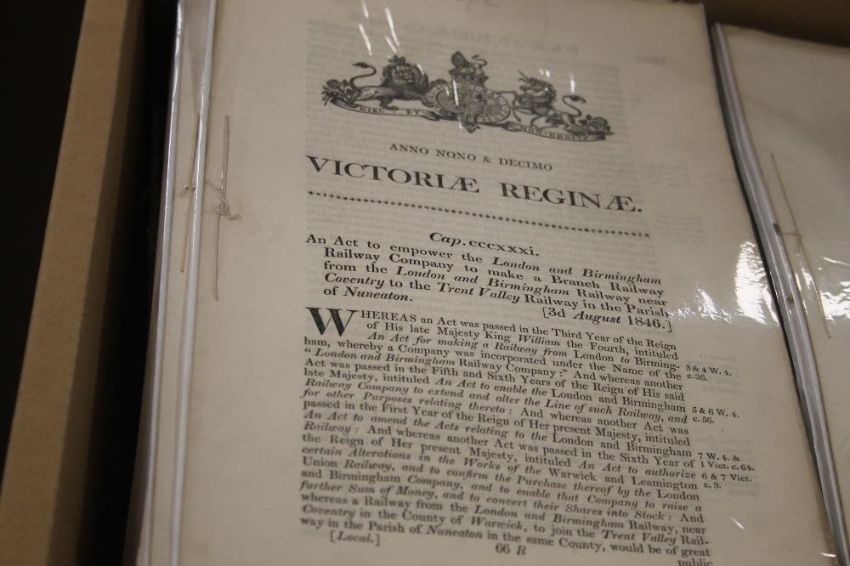 ANNO NONO & DECIMO
VICTORIÆ REGINÆ.
Cap. cccxxxi.
An Act to empower the London and Birmingham
Railway Company to make a Branch Railway
from the London and Birmingham Railway near
Coventry to the Trent Valley Railway in the Parish
of Nuneaton. [3d August 1846.]
WHEREAS an Act was passed in the Third Year of the Reign
of His late Majesty King William the Fourth, intituled
An Act for making a Railway from London to Birming- 3 & 4 W. 4.
ham, whereby a Company was incorporated under the Name of the c. 36.
"London and Birmingham Railway Company:" And whereas another
Act was passed in the Fifth and Sixth Years of the Reign of His said
late Majesty, intituled An Act to enable the London and Birmingham 5 & 6 W. 4.
Railway Company to extend and alter the Line of such Railway, and c. 56.
for other Purposes relating thereto: And whereas another Act was
passed in the First Year of the Reign of Her present Majesty, intituled
An Act to amend the Acts relating to the London and Birmingham 7 W. 4. &
Railway: And whereas another Act was passed in the Sixth Year of 1 Vict. c. 64.
the Reign of Her present Majesty, intituled An Act to authorize 6 & 7 Vict.
certain Alterations in the Works of the Warwick and Leamington c. 3.
Union Railway, and to confirm the Purchase thereof by the London
and Birmingham Company, and to enable that Company to raise a
further Sum of Money, and to convert their Shares into Stock: And
whereas a Railway from the London and Birmingham Railway, near
Coventry in the County of Warwick, to join the Trent Valley Rail-
way in the Parish of Nuneaton in the same County, would be of great
[Local.] 66 R public